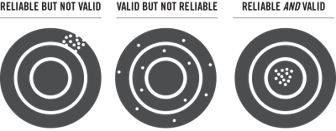 RELIABLE BUT NOT VALID
VALID BUT NOT RELIABLE
RELIABLE AND VALID